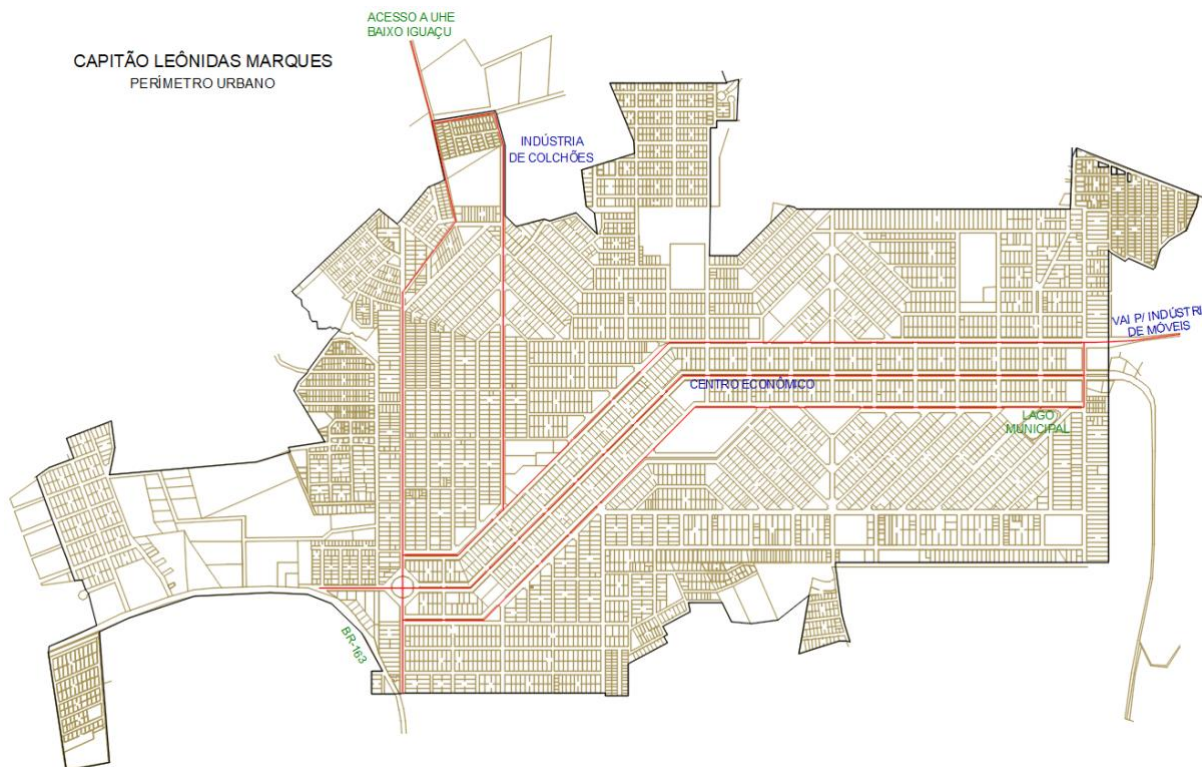 ACESSO A UHE
BAIXO IGUAÇU
CAPITÃO LEÔNIDAS MARQUES
PERÍMETRO URBANO
INDÚSTRIA
DE COLCHÕES
VAI P/ INDÚSTRI
DE MÓVEIS
CENTRO ECONÔMICO
LAGO
MUNICIPAL
BR-163